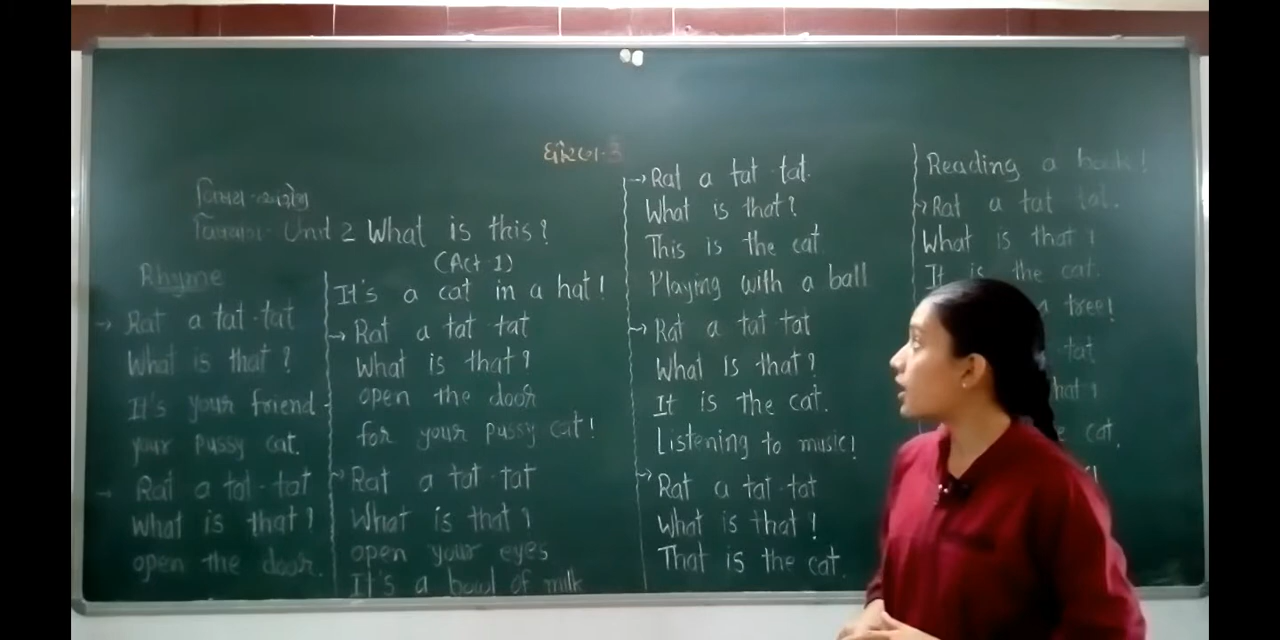 ધોરણ-૩
વિષય-અંગ્રેજી
Unit 2 What is this?
(Act-1)
Rhyme
→ Rat a tat-tat
What is that?
It's your friend
your pussy cat.
→ Rat a tat-tat
What is that?
open the door.
It's a cat in a hat!
→ Rat a tat tat
What is that?
open the door
for your pussy cat!
→ Rat a tat-tat
What is that?
open your eyes
It's a bowl of milk
→ Rat a tat-tat.
What is that?
This is the cat
Playing with a ball
→ Rat a tat tat
What is that?
It is the cat.
Listening to music!
→ Rat a tat-tat
What is that!
That is the cat.
Reading a book!
→ Rat a tat tat.
What is that?
It is the cat.
tree!
tat
cat.